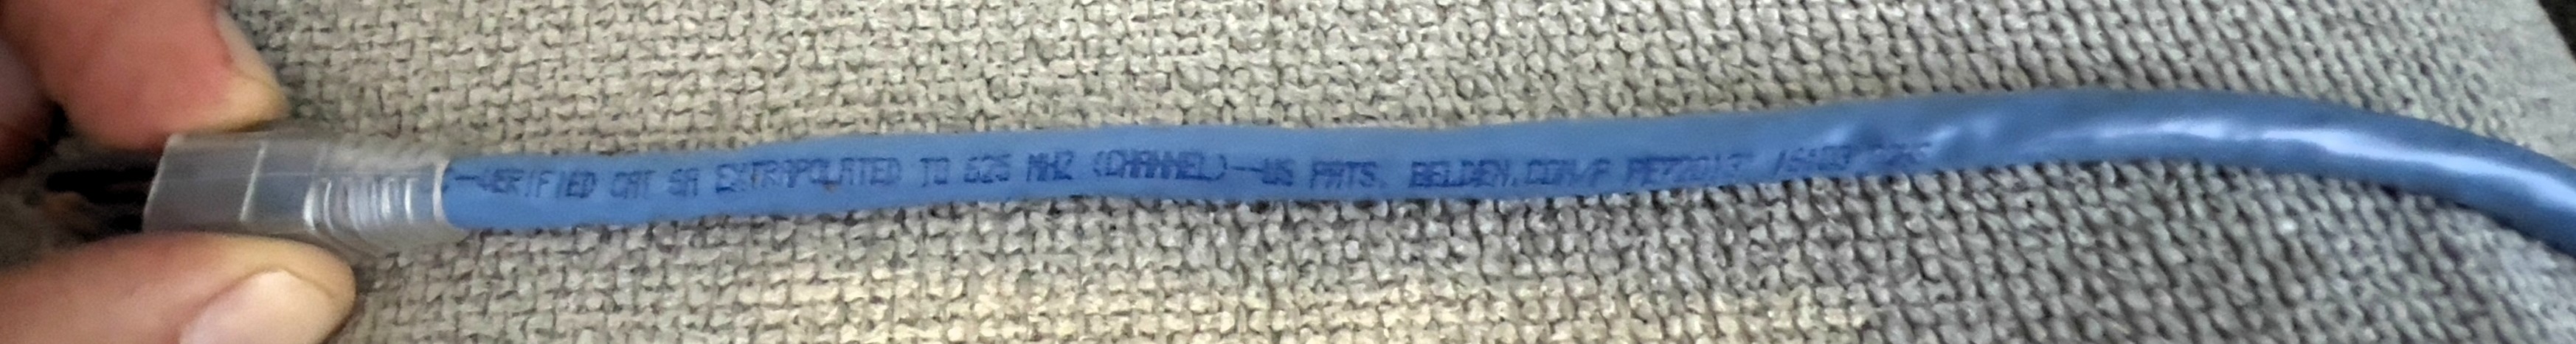 -VERIFIED CAT 6A EXTRAPOLATED TO 625 MHZ (CHANNEL)--US PATS. BELDEN.COM/P